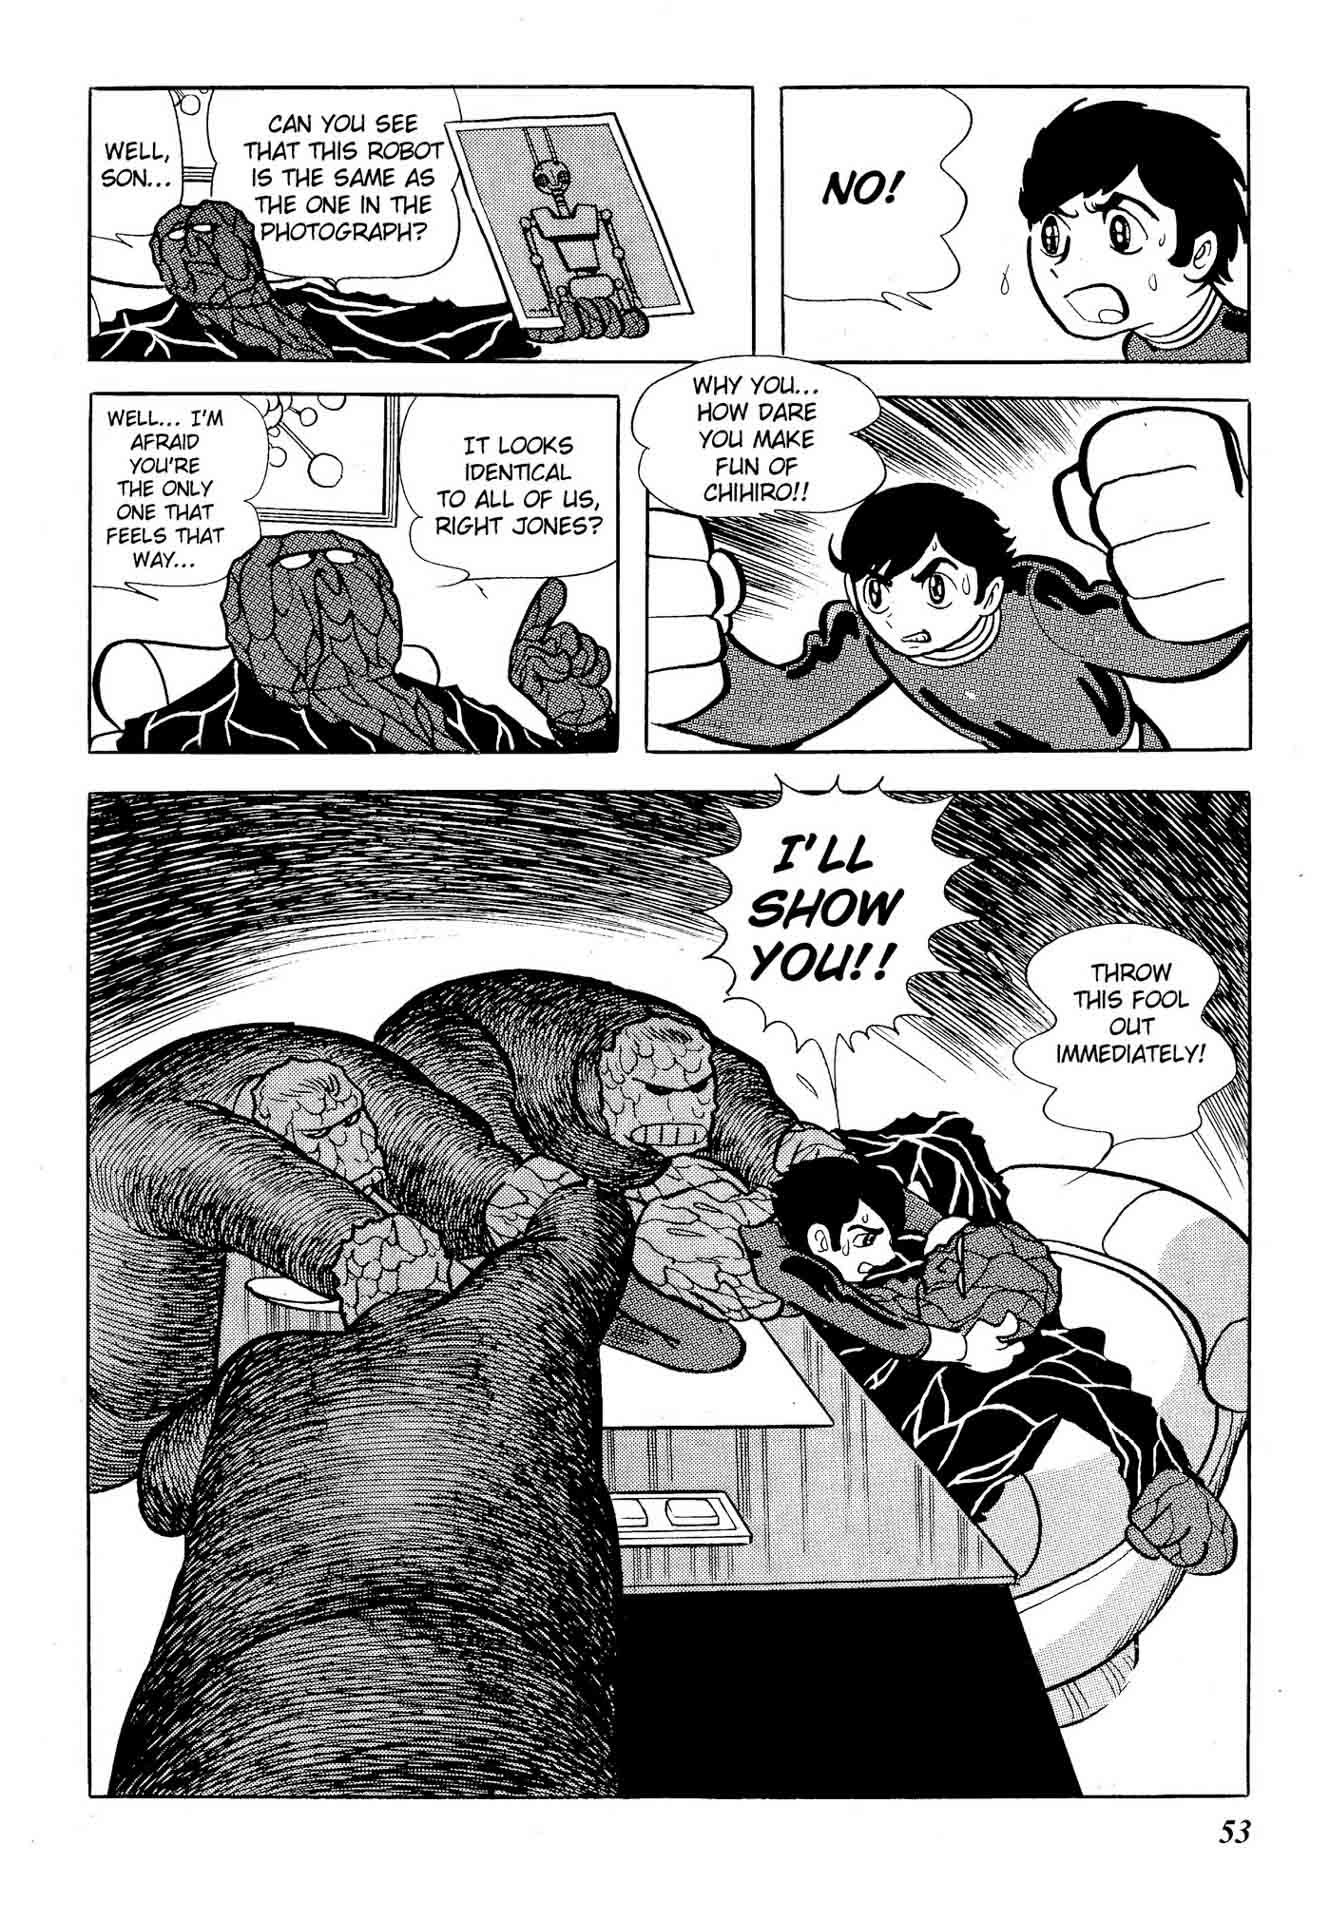 WELL,
SON...
CAN YOU SEE
THAT THIS ROBOT
IS THE SAME AS
THE ONE IN THE
PHOTOGRAPH?
NO!
WELL... I'M
AFRAID
YOU'RE
THE ONLY
ONE THAT
FEELS THAT
WAY...
IT LOOKS
IDENTICAL
TO ALL OF US,
RIGHT JONES?
WHY YOU...
HOW DARE
YOU MAKE
FUN OF
CHIHIRO!!
I'LL
SHOW
YOU!!
THROW
THIS FOOL
OUT
IMMEDIATELY!
53